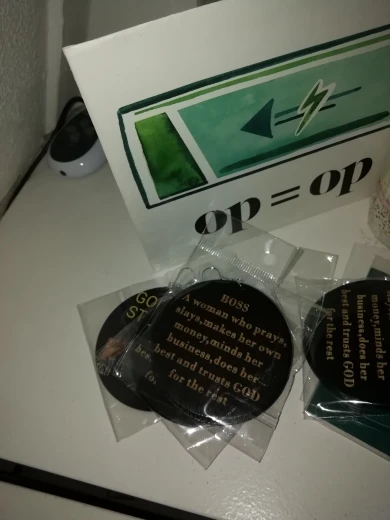 op = op
BOSS
A woman who prays,
slays,makes her own
money,minds her
business,does her
best and trusts GOD
for the rest
money,minds her
business,does her
best and trusts GOD
for the rest